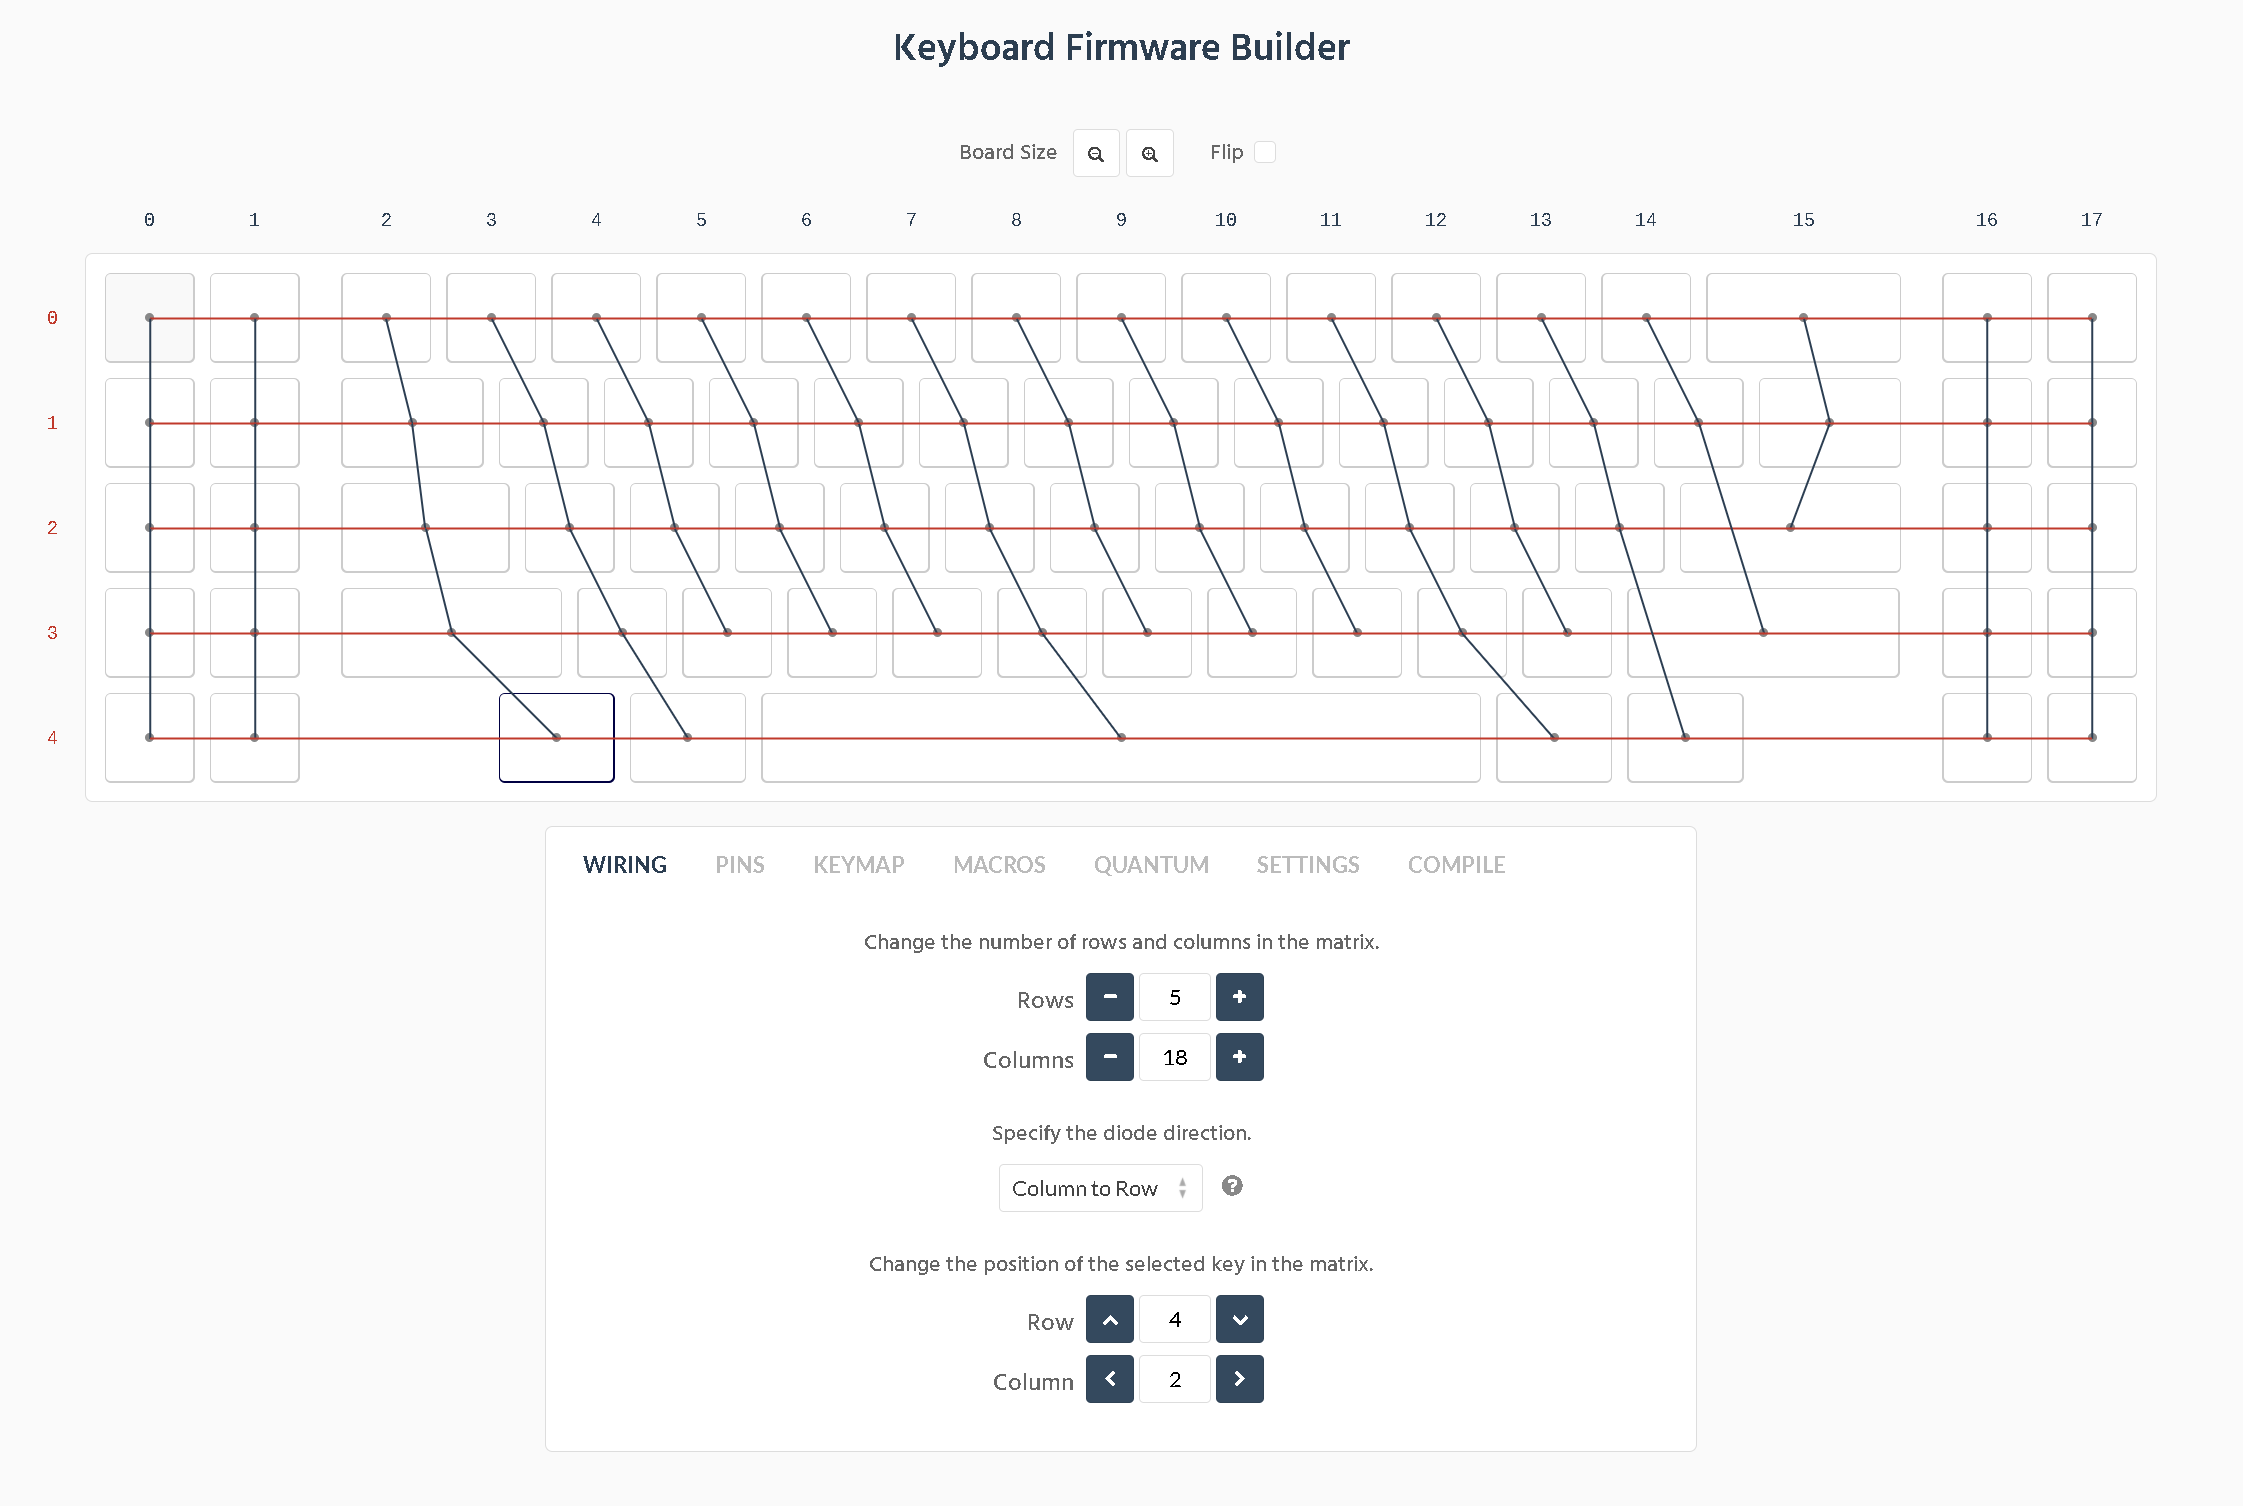 Keyboard Firmware Builder
Board Size
Flip
0 1 2 3 4 5 6 7 8 9 10 11 12 13 14 15 16 17
0
1
2
3
4
WIRING PINS KEYMAP MACROS QUANTUM SETTINGS COMPILE
Change the number of rows and columns in the matrix.
Rows - 5 +
Columns - 18 +
Specify the diode direction.
Column to Row ?
Change the position of the selected key in the matrix.
Row 4
Column 2